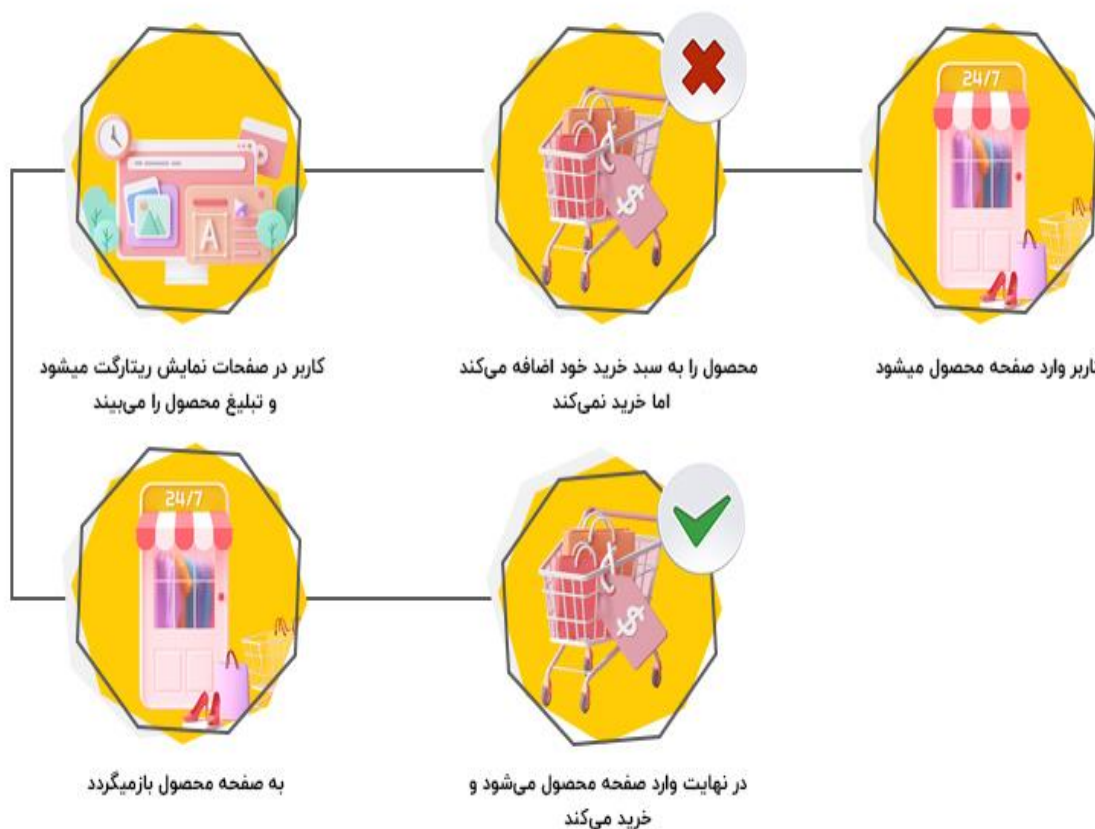 24/7
کاربر وارد صفحه محصول میشود
محصول را به سبد خرید خود اضافه می‌کند
اما خرید نمی‌کند
A
کاربر در صفحات نمایش ریتارگت میشود
و تبلیغ محصول را می‌بیند
24/7
به صفحه محصول بازمیگردد
در نهایت وارد صفحه محصول می‌شود و
خرید می‌کند